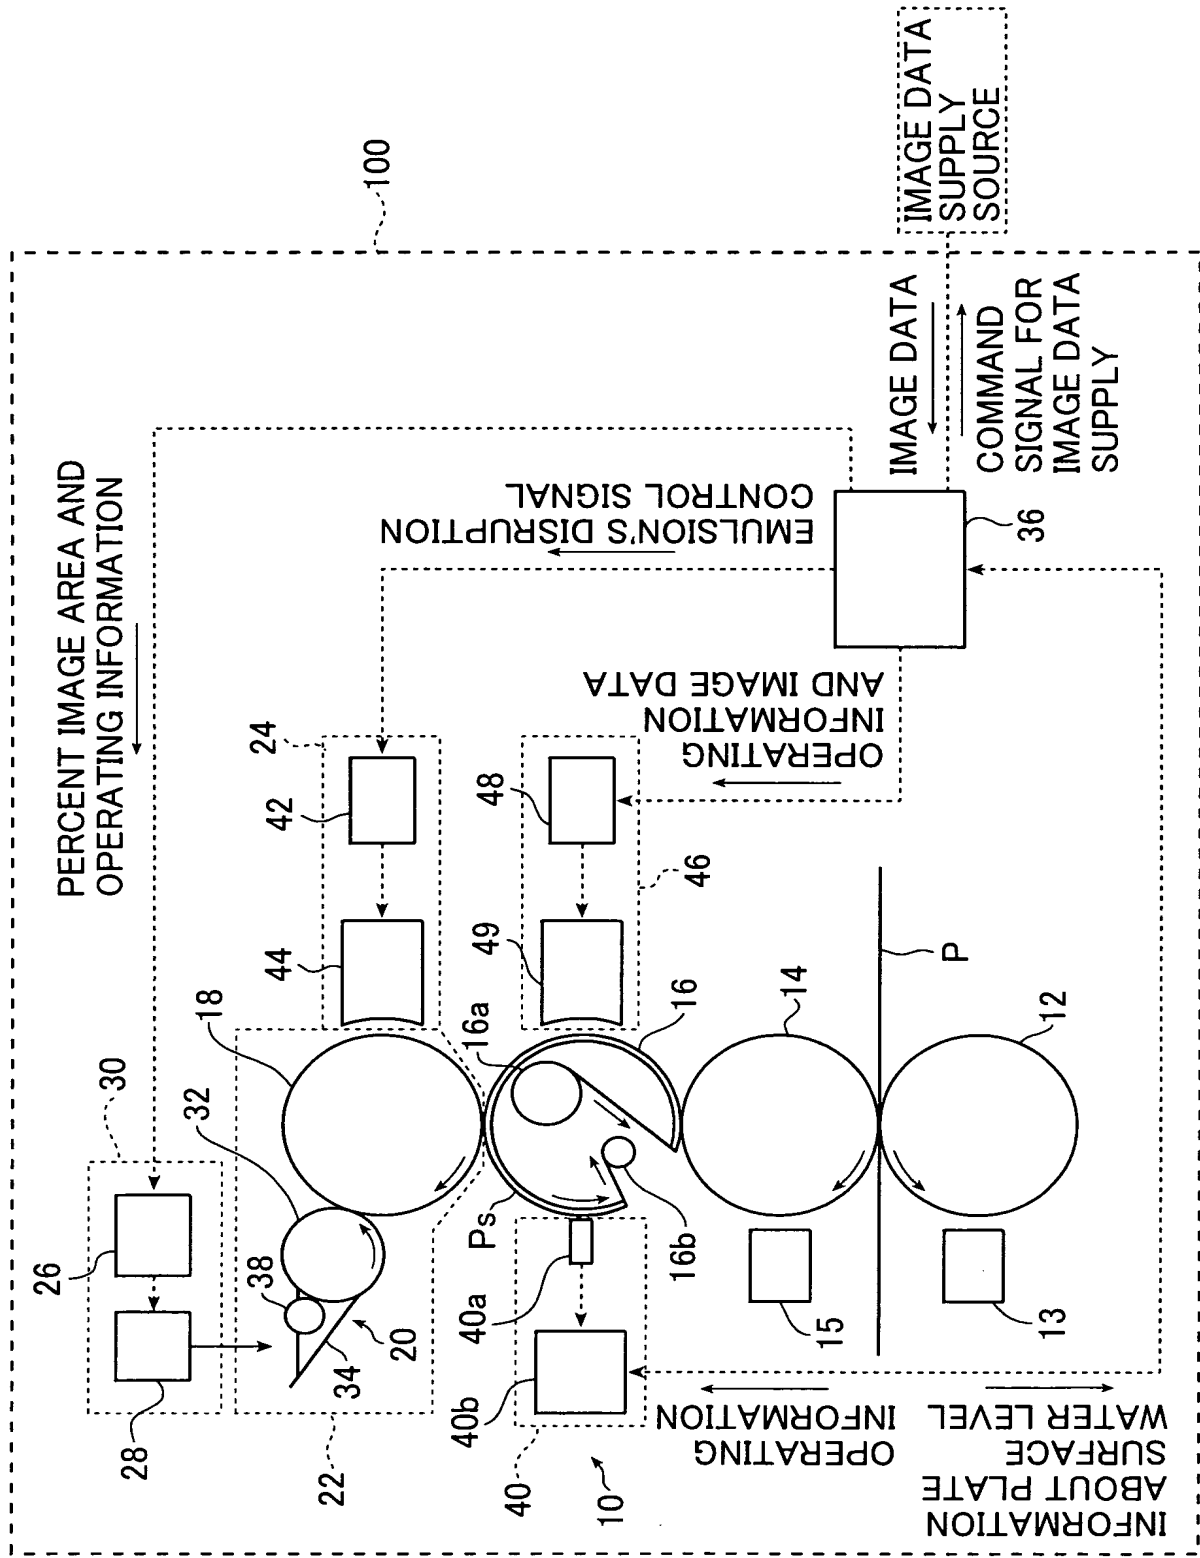 100
PERCENT IMAGE AREA AND
OPERATING INFORMATION
IMAGE DATA
SUPPLY
SOURCE
IMAGE DATA
COMMAND
SIGNAL FOR
IMAGE DATA
SUPPLY
EMULSION'S DISRUPTION
CONTROL SIGNAL
36
OPERATING
INFORMATION
AND IMAGE DATA
24
42
44
48
46
49
30
26
28
18
32
38
34
20
22
16a
16
Ps
16b
40a
40b
40
10
14
15
P
12
13
OPERATING
INFORMATION
INFORMATION
ABOUT PLATE
SURFACE
WATER LEVEL